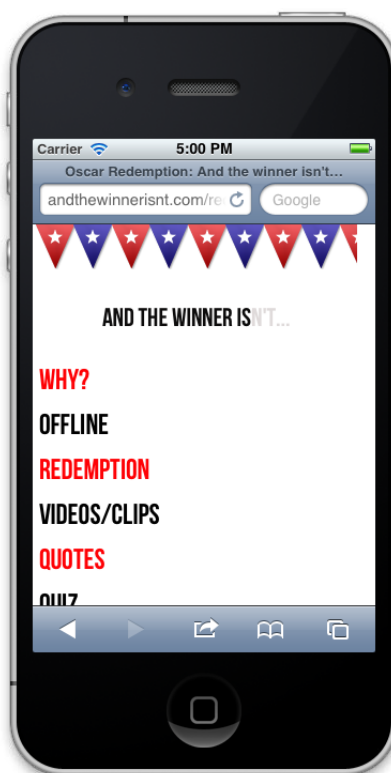 Carrier 5:00 PM
Oscar Redemption: And the winner isn't...
andthewinnerisnt.com/re Google
AND THE WINNER ISN'T...
WHY?
OFFLINE
REDEMPTION
VIDEOS/CLIPS
QUOTES
QUIZ